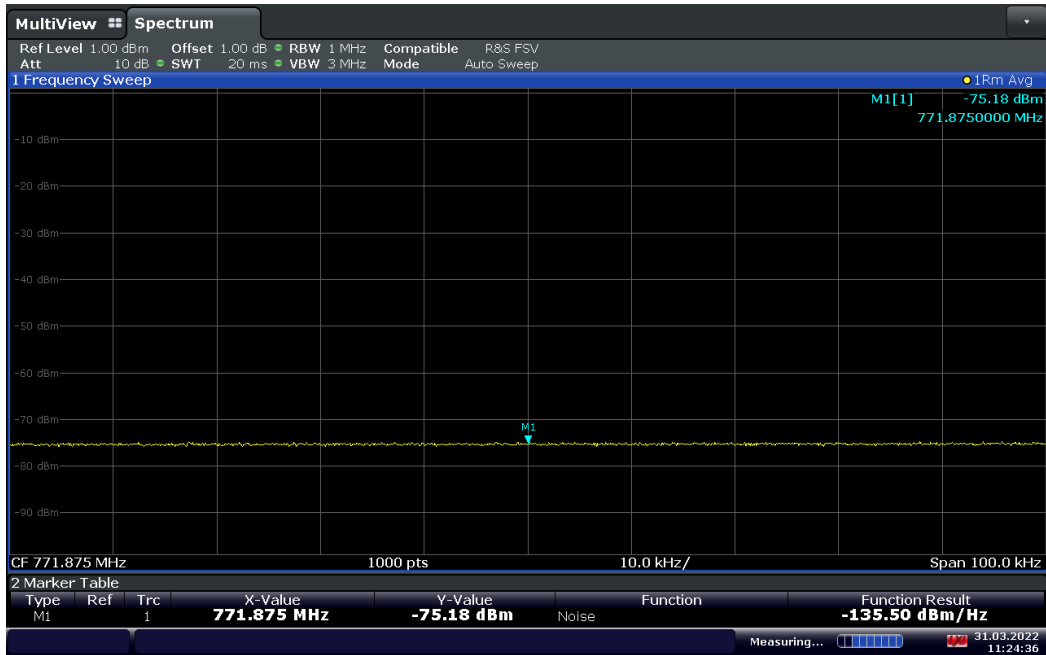 MultiView Spectrum
Ref Level 1.00 dBm Offset 1.00 dB RBW 1 MHz Compatible R&S FSV
Att 10 dB SWT 20 ms VBW 3 MHz Mode Auto Sweep
1 Frequency Sweep 1Rm Avg
M1[1] -75.18 dBm
771.8750000 MHz
-10 dBm
-20 dBm
-30 dBm
-40 dBm
-50 dBm
-60 dBm
-70 dBm
M1
-80 dBm
-90 dBm
CF 771.875 MHz 1000 pts 10.0 kHz/ Span 100.0 kHz
2 Marker Table
Type Ref Trc X-Value Y-Value Function Function Result
M1 1 771.875 MHz -75.18 dBm Noise -135.50 dBm/Hz
Measuring... 31.03.2022
11:24:36